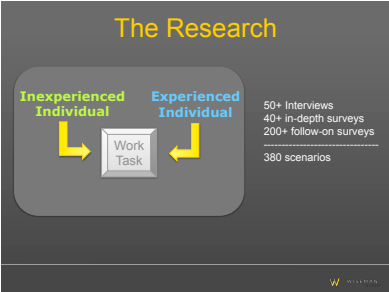 The Research
Inexperienced
Individual
Experienced
Individual
Work
Task
50+ Interviews
40+ in-depth surveys
200+ follow-on surveys
--------------------------------
380 scenarios
W WISEMAN